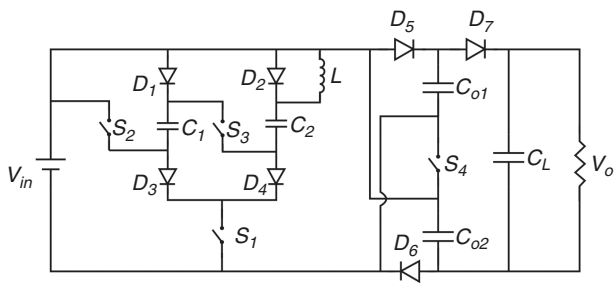 D5 D7
D1 D2 L
Co1
S2 C1 S3 C2
S4
Vin D3 D4 CL Vo
S1 D6 Co2